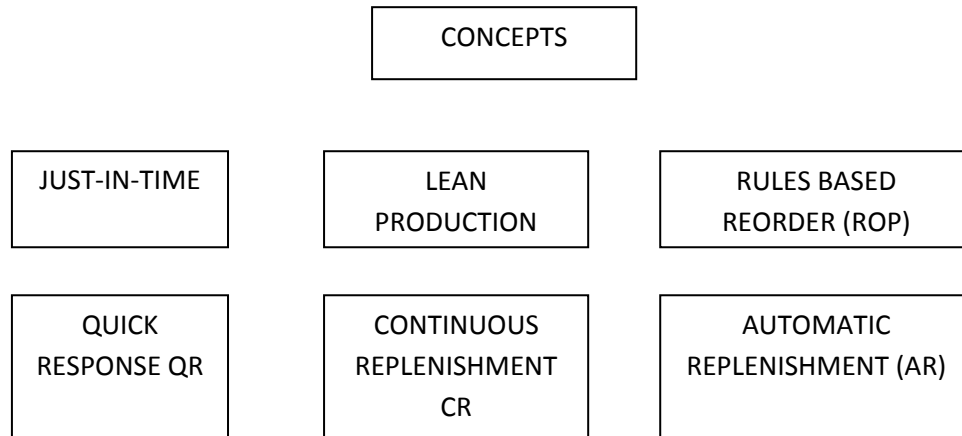 CONCEPTS
JUST-IN-TIME
LEAN
PRODUCTION
RULES BASED
REORDER (ROP)
QUICK
RESPONSE QR
CONTINUOUS
REPLENISHMENT
CR
AUTOMATIC
REPLENISHMENT (AR)